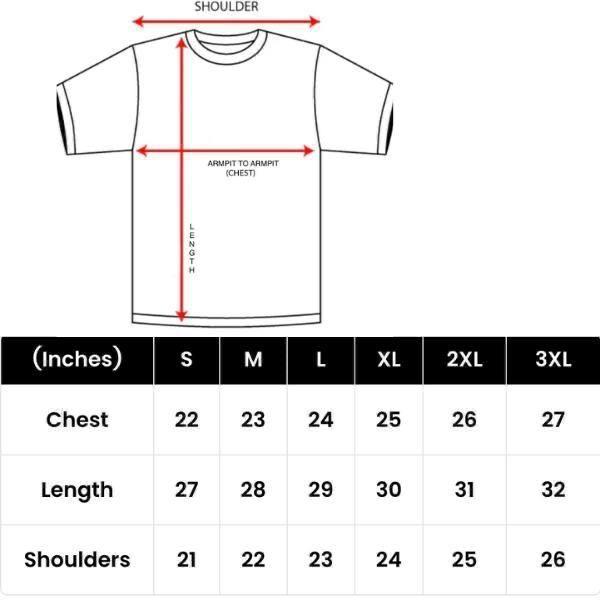 SHOULDER
ARMPIT TO ARMPIT
(CHEST)
LENGTH
(Inches) S M L XL 2XL 3XL
Chest 22 23 24 25 26 27
Length 27 28 29 30 31 32
Shoulders 21 22 23 24 25 26